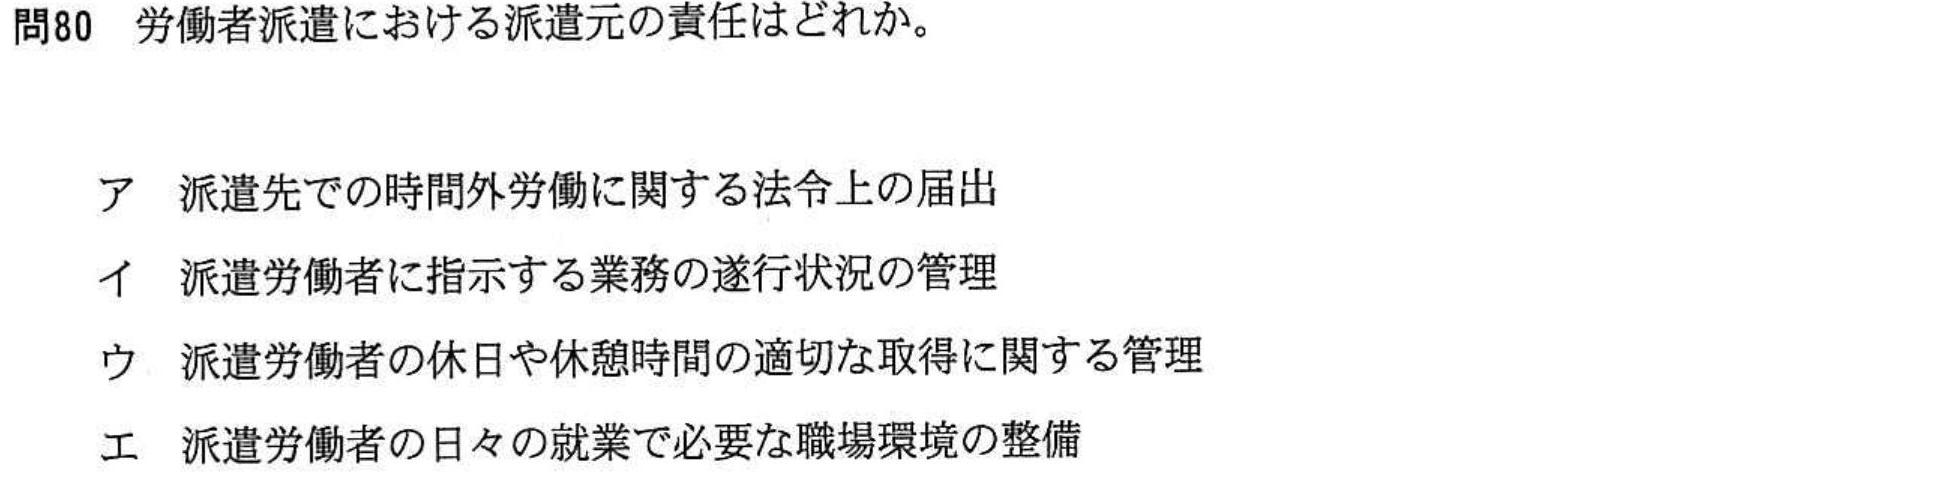 問80 労働者派遣における派遣元の責任はどれか。
ア 派遣先での時間外労働に関する法令上の届出
イ 派遣労働者に指示する業務の遂行状況の管理
ウ 派遣労働者の休日や休憩時間の適切な取得に関する管理
エ 派遣労働者の日々の就業で必要な職場環境の整備